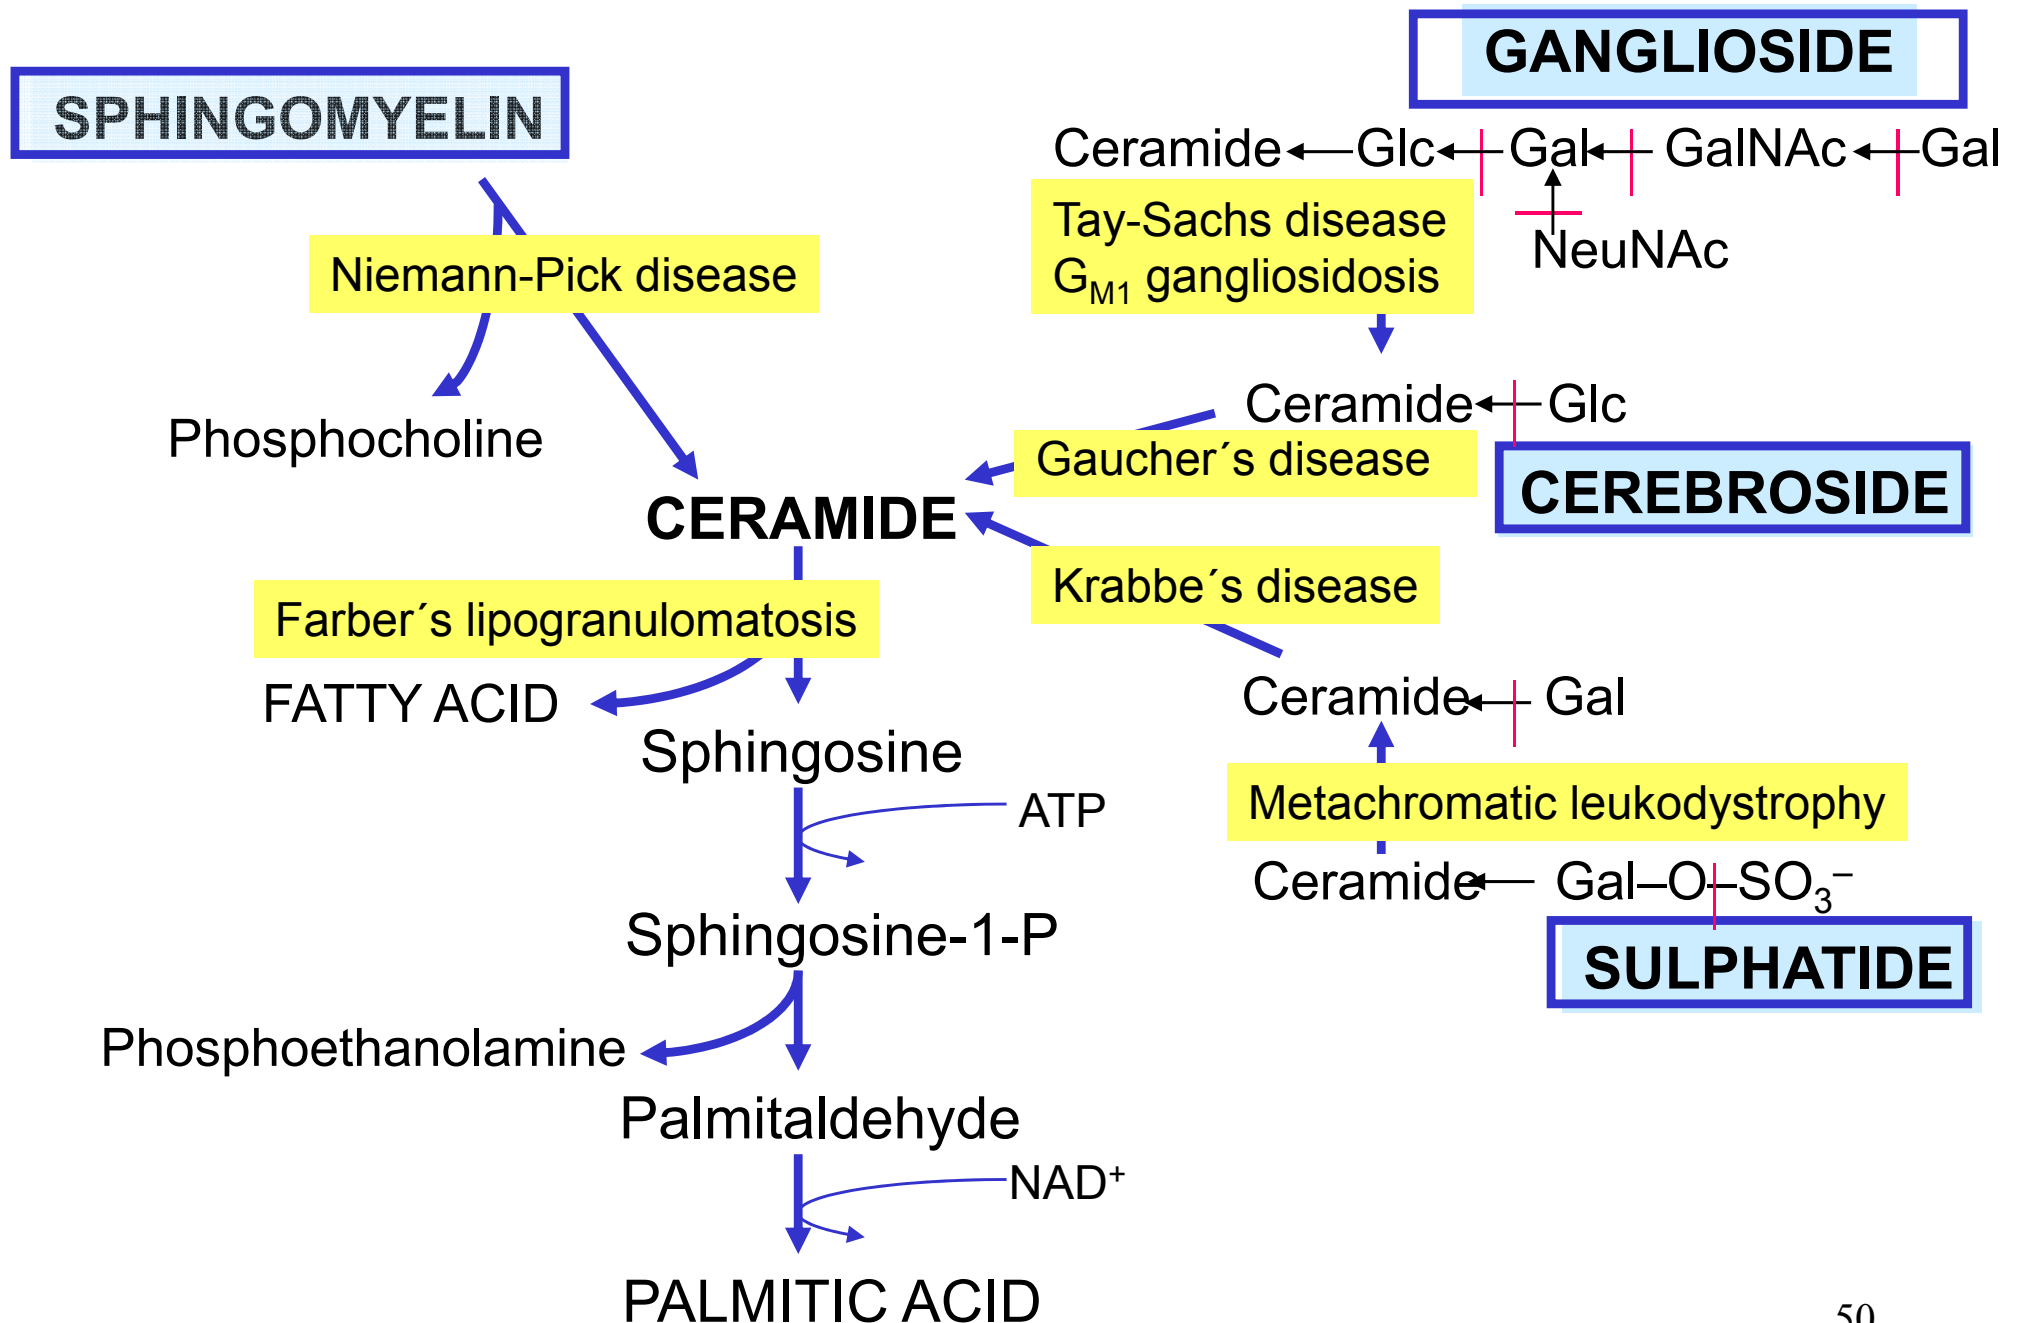 GANGLIOSIDE
SPHINGOMYELIN
Ceramide Glc Gal GalNAc Gal
Tay-Sachs disease
G_M1 gangliosidosis
NeuNAc
Niemann-Pick disease
Ceramide Glc
Phosphocholine
Gaucher´s disease
CEREBROSIDE
CERAMIDE
Krabbe´s disease
Farber´s lipogranulomatosis
FATTY ACID
Ceramide Gal
Sphingosine
ATP
Metachromatic leukodystrophy
Ceramide Gal–O–SO₃⁻
Sphingosine-1-P
SULPHATIDE
Phosphoethanolamine
Palmitaldehyde
NAD⁺
PALMITIC ACID
50